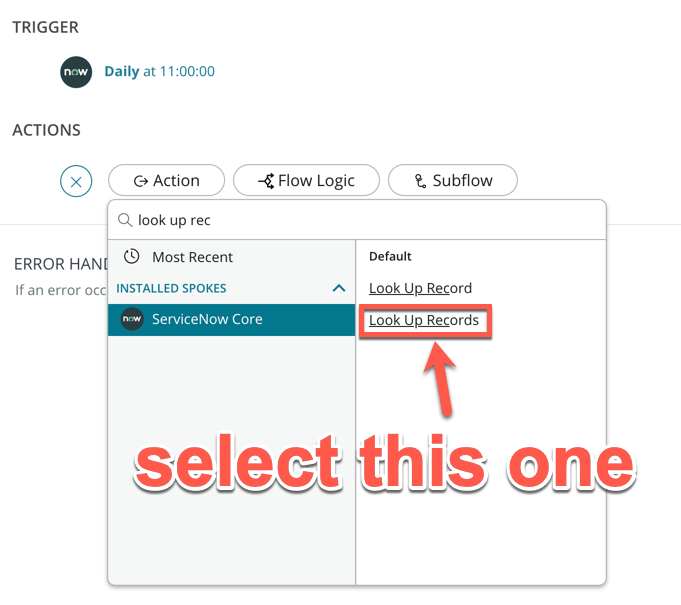 TRIGGER
now Daily at 11:00:00
ACTIONS
Action Flow Logic Subflow
look up rec
ERROR HAND
If an error occ
Most Recent
INSTALLED SPOKES
now ServiceNow Core
Default
Look Up Record
Look Up Records
select this one